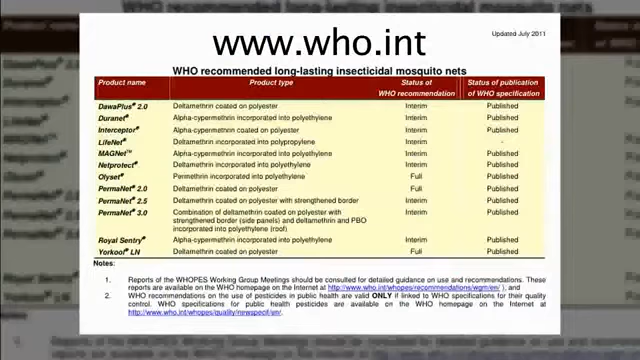 www.who.int
Updated July 2011
WHO recommended long-lasting insecticidal mosquito nets
Product name Product type Status of WHO recommendation Status of publication of WHO specification
DawaPlus® 2.0 Deltamethrin coated on polyester Interim Published
Duranet® Alpha-cypermethrin incorporated into polyethylene Interim Published
Interceptor® Alpha-cypermethrin coated on polyester Interim Published
LifeNet® Deltamethrin incorporated into polypropylene Interim -
MAGNet™ Alpha-cypermethrin incorporated into polyethylene Interim Published
Netprotect® Deltamethrin incorporated into polyethylene Interim Published
Olyset® Permethrin incorporated into polyethylene Full Published
PermaNet® 2.0 Deltamethrin coated on polyester Full Published
PermaNet® 2.5 Deltamethrin coated on polyester with strengthened border Interim Published
PermaNet® 3.0 Combination of deltamethrin coated on polyester with Interim Published
strengthened border (side panels) and deltamethrin and PBO
incorporated into polyethylene (roof)
Royal Sentry® Alpha-cypermethrin incorporated into polyethylene Interim Published
Yorkool® LN Deltamethrin coated on polyester Full Published
Notes:
1. Reports of the WHOPES Working Group Meetings should be consulted for detailed guidance on use and recommendations. These
reports are available on the WHO homepage on the Internet at http://www.who.int/whopes/recommendations/wgm/en/ ); and
2. WHO recommendations on the use of pesticides in public health are valid ONLY if linked to WHO specifications for their quality
control. WHO specifications for public health pesticides are available on the WHO homepage on the Internet at
http://www.who.int/whopes/quality/newspecif/en/.